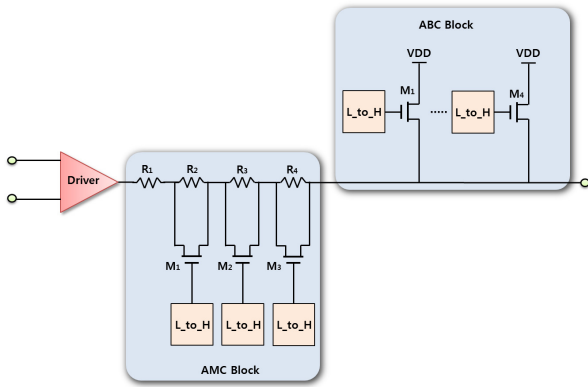 ABC Block
VDD VDD
M1 M4
L_to_H ..... L_to_H
Driver
R1 R2 R3 R4
M1 M2 M3
L_to_H L_to_H L_to_H
AMC Block